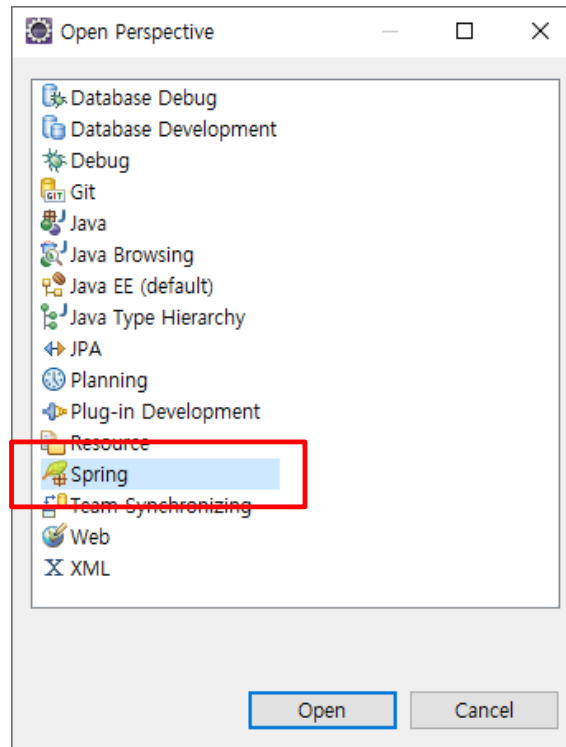 Open Perspective
Database Debug
Database Development
Debug
Git
Java
Java Browsing
Java EE (default)
Java Type Hierarchy
JPA
Planning
Plug-in Development
Resource
Spring
Team Synchronizing
Web
XML
Open
Cancel